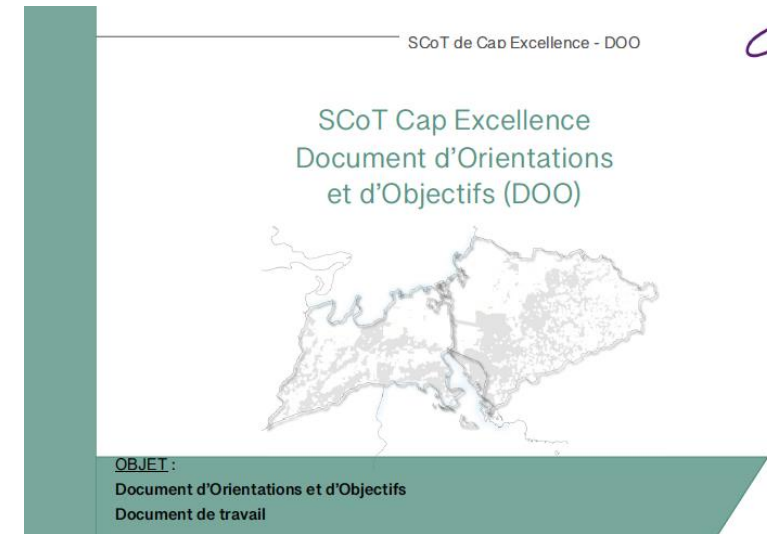 SCoT de Cap Excellence - DOO
SCoT Cap Excellence
Document d'Orientations
et d'Objectifs (DOO)
OBJET :
Document d'Orientations et d'Objectifs
Document de travail